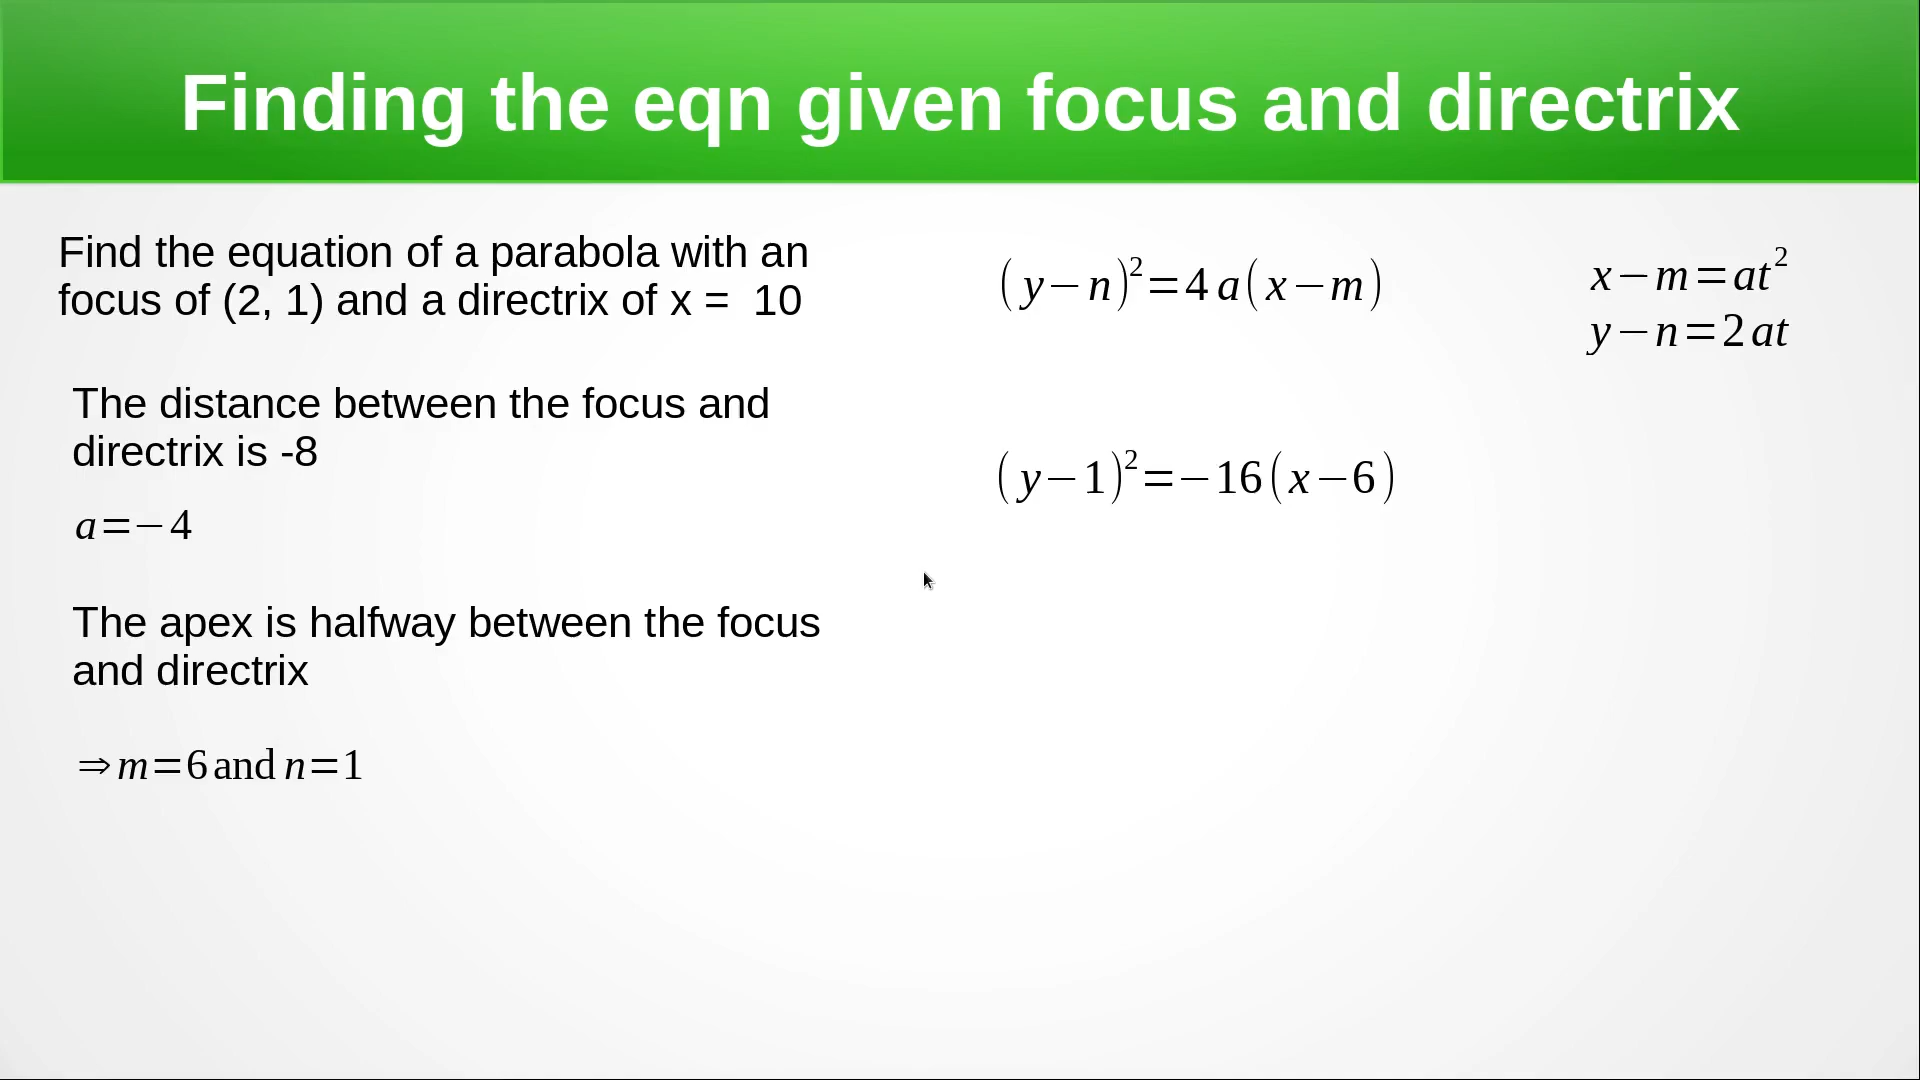 Finding the eqn given focus and directrix
Find the equation of a parabola with an
focus of (2, 1) and a directrix of x =  10
The distance between the focus and
directrix is -8
a=−4
The apex is halfway between the focus
and directrix
⇒m=6 and n=1
(y−n)²=4a(x−m)
(y−1)²=−16(x−6)
x−m=at²
y−n=2at